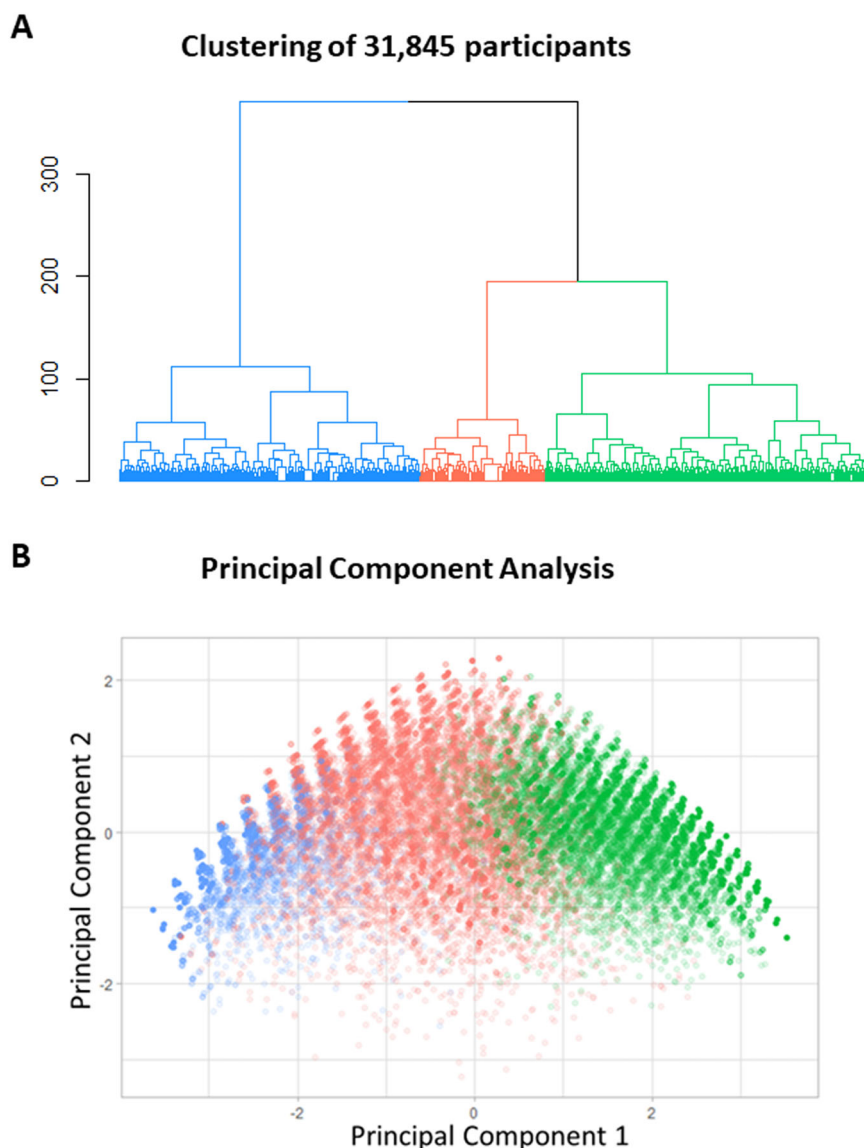 A
Clustering of 31,845 participants
300
200
100
0
B
Principal Component Analysis
2
0
-2
Principal Component 2
-2 0 2
Principal Component 1